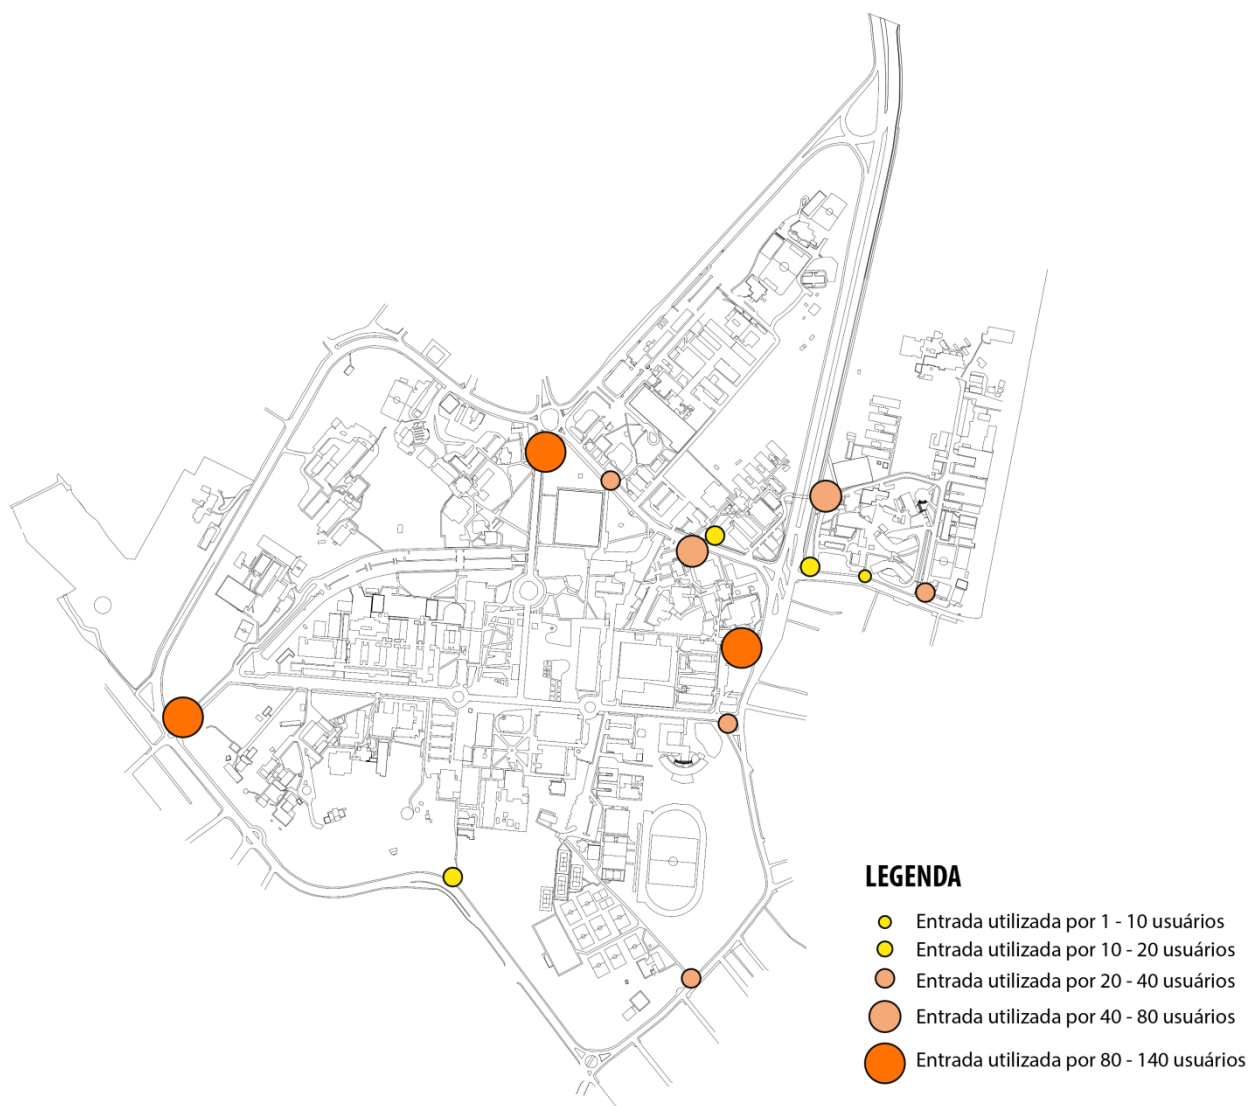 LEGENDA
Entrada utilizada por 1 - 10 usuários
Entrada utilizada por 10 - 20 usuários
Entrada utilizada por 20 - 40 usuários
Entrada utilizada por 40 - 80 usuários
Entrada utilizada por 80 - 140 usuários